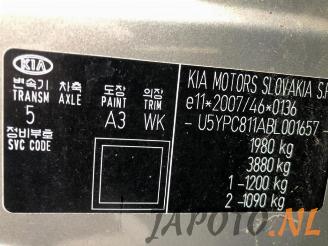 KIA
변속기 차축 도장 의장
TRANSM AXLE PAINT TRIM
5 A3 WK
정비부호
SVC CODE
KIA MOTORS SLOVAKIA S.R
e11*2007/46*0136
-U5YPC811ABL001657-
1980 kg
3880 kg
1-1200 kg
2-1090 kg
JAPOTO.NL